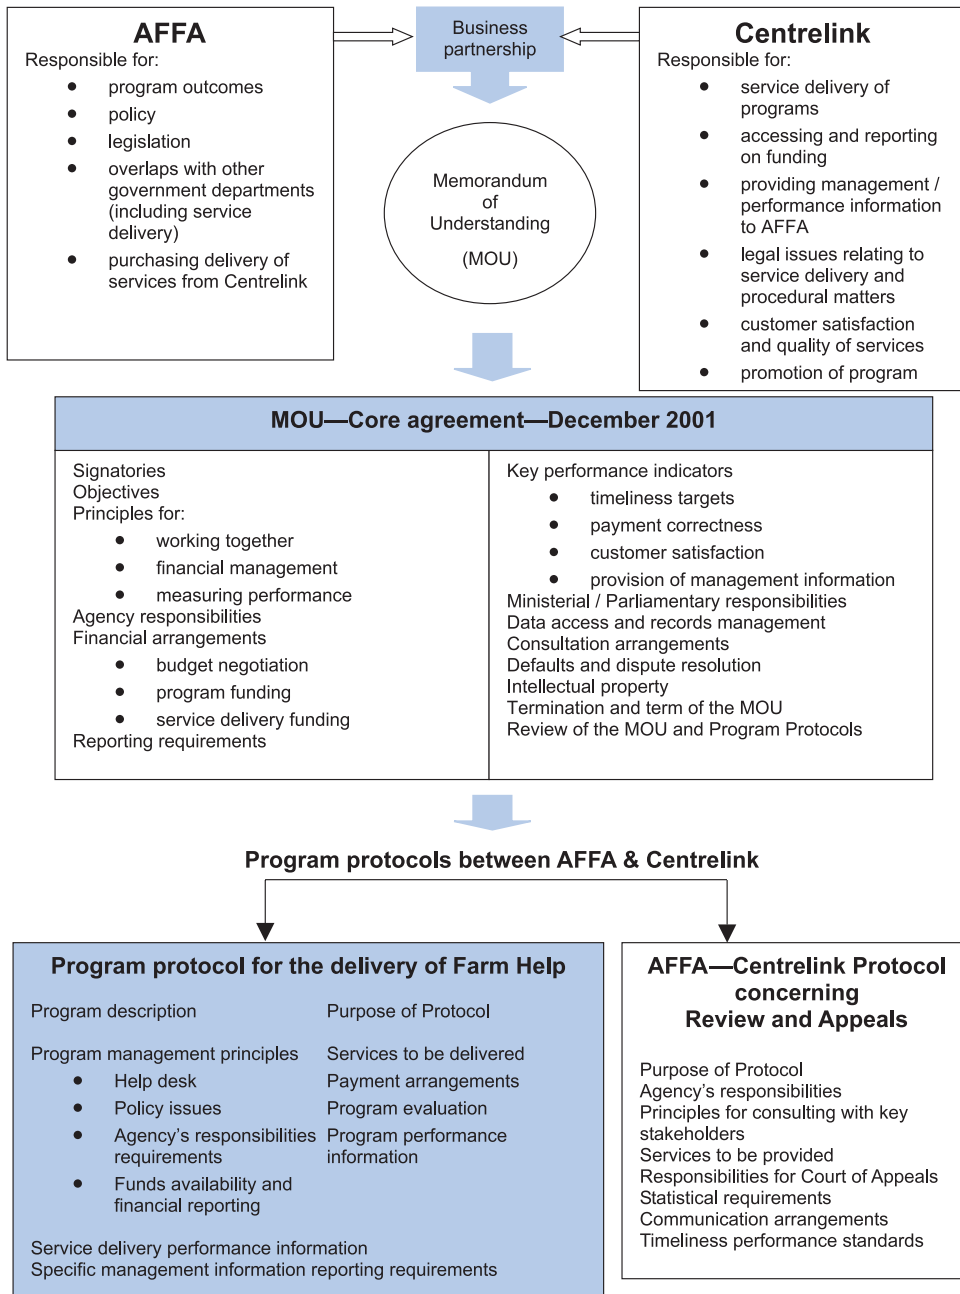 AFFA
Responsible for:
● program outcomes
● policy
● legislation
● overlaps with other
government departments
(including service
delivery)
● purchasing delivery of
services from Centrelink
Business
partnership
Centrelink
Responsible for:
● service delivery of
programs
● accessing and reporting
on funding
● providing management /
performance information
to AFFA
● legal issues relating to
service delivery and
procedural matters
● customer satisfaction
and quality of services
● promotion of program
Memorandum
of
Understanding
(MOU)
MOU—Core agreement—December 2001
Signatories
Objectives
Principles for:
● working together
● financial management
● measuring performance
Agency responsibilities
Financial arrangements
● budget negotiation
● program funding
● service delivery funding
Reporting requirements
Key performance indicators
● timeliness targets
● payment correctness
● customer satisfaction
● provision of management information
Ministerial / Parliamentary responsibilities
Data access and records management
Consultation arrangements
Defaults and dispute resolution
Intellectual property
Termination and term of the MOU
Review of the MOU and Program Protocols
Program protocols between AFFA & Centrelink
Program protocol for the delivery of Farm Help
Program description
Program management principles
● Help desk
● Policy issues
● Agency's responsibilities
requirements
● Funds availability and
financial reporting
Purpose of Protocol
Services to be delivered
Payment arrangements
Program evaluation
Program performance
information
Service delivery performance information
Specific management information reporting requirements
AFFA—Centrelink Protocol
concerning
Review and Appeals
Purpose of Protocol
Agency's responsibilities
Principles for consulting with key
stakeholders
Services to be provided
Responsibilities for Court of Appeals
Statistical requirements
Communication arrangements
Timeliness performance standards